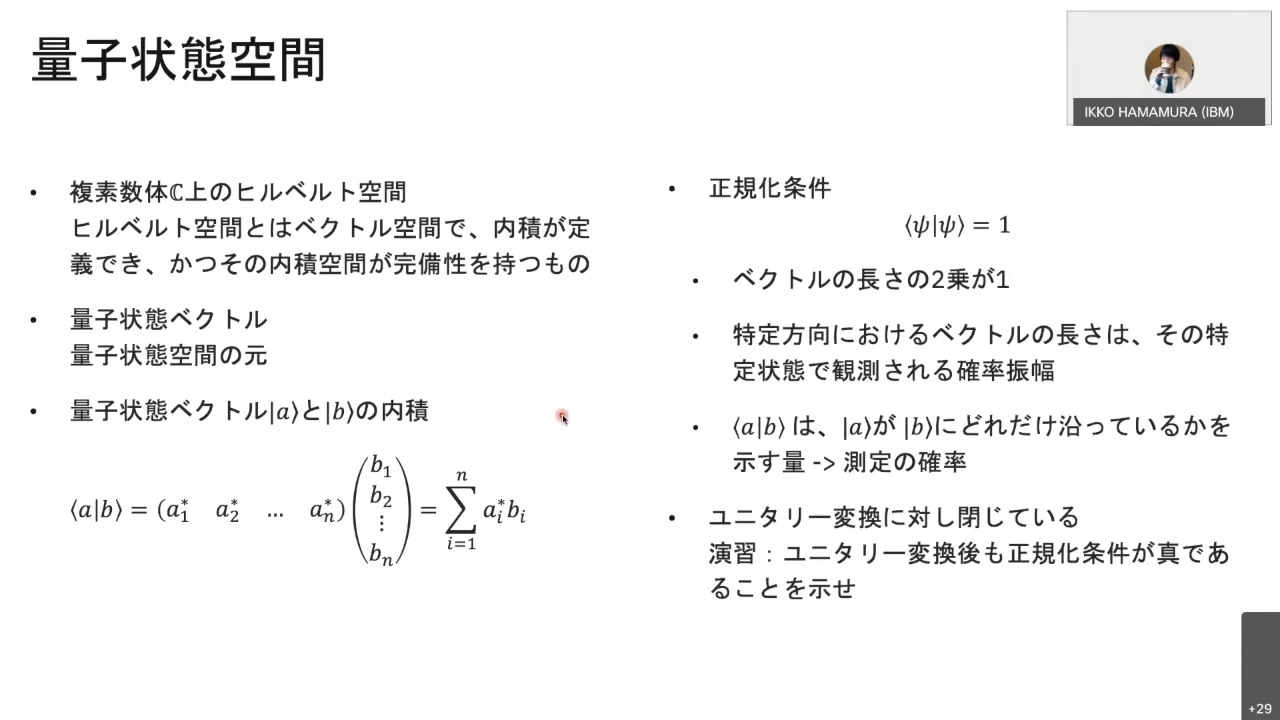 量子状態空間
IKKO HAMAMURA (IBM)
• 複素数体ℂ上のヒルベルト空間
ヒルベルト空間とはベクトル空間で、内積が定
義でき、かつその内積空間が完備性を持つもの
• 量子状態ベクトル
量子状態空間の元
• 量子状態ベクトル|a⟩と|b⟩の内積
⟨a|b⟩ = (a₁* a₂* … aₙ*) (b₁ b₂ ⋮ bₙ) = ∑ᵢ₌₁ⁿ aᵢ* bᵢ
• 正規化条件
⟨ψ|ψ⟩ = 1
• ベクトルの長さの2乗が1
• 特定方向におけるベクトルの長さは、その特
定状態で観測される確率振幅
• ⟨a|b⟩ は、|a⟩が |b⟩にどれだけ沿っているかを
示す量 -> 測定の確率
• ユニタリー変換に対し閉じている
演習：ユニタリー変換後も正規化条件が真であ
ることを示せ
+29